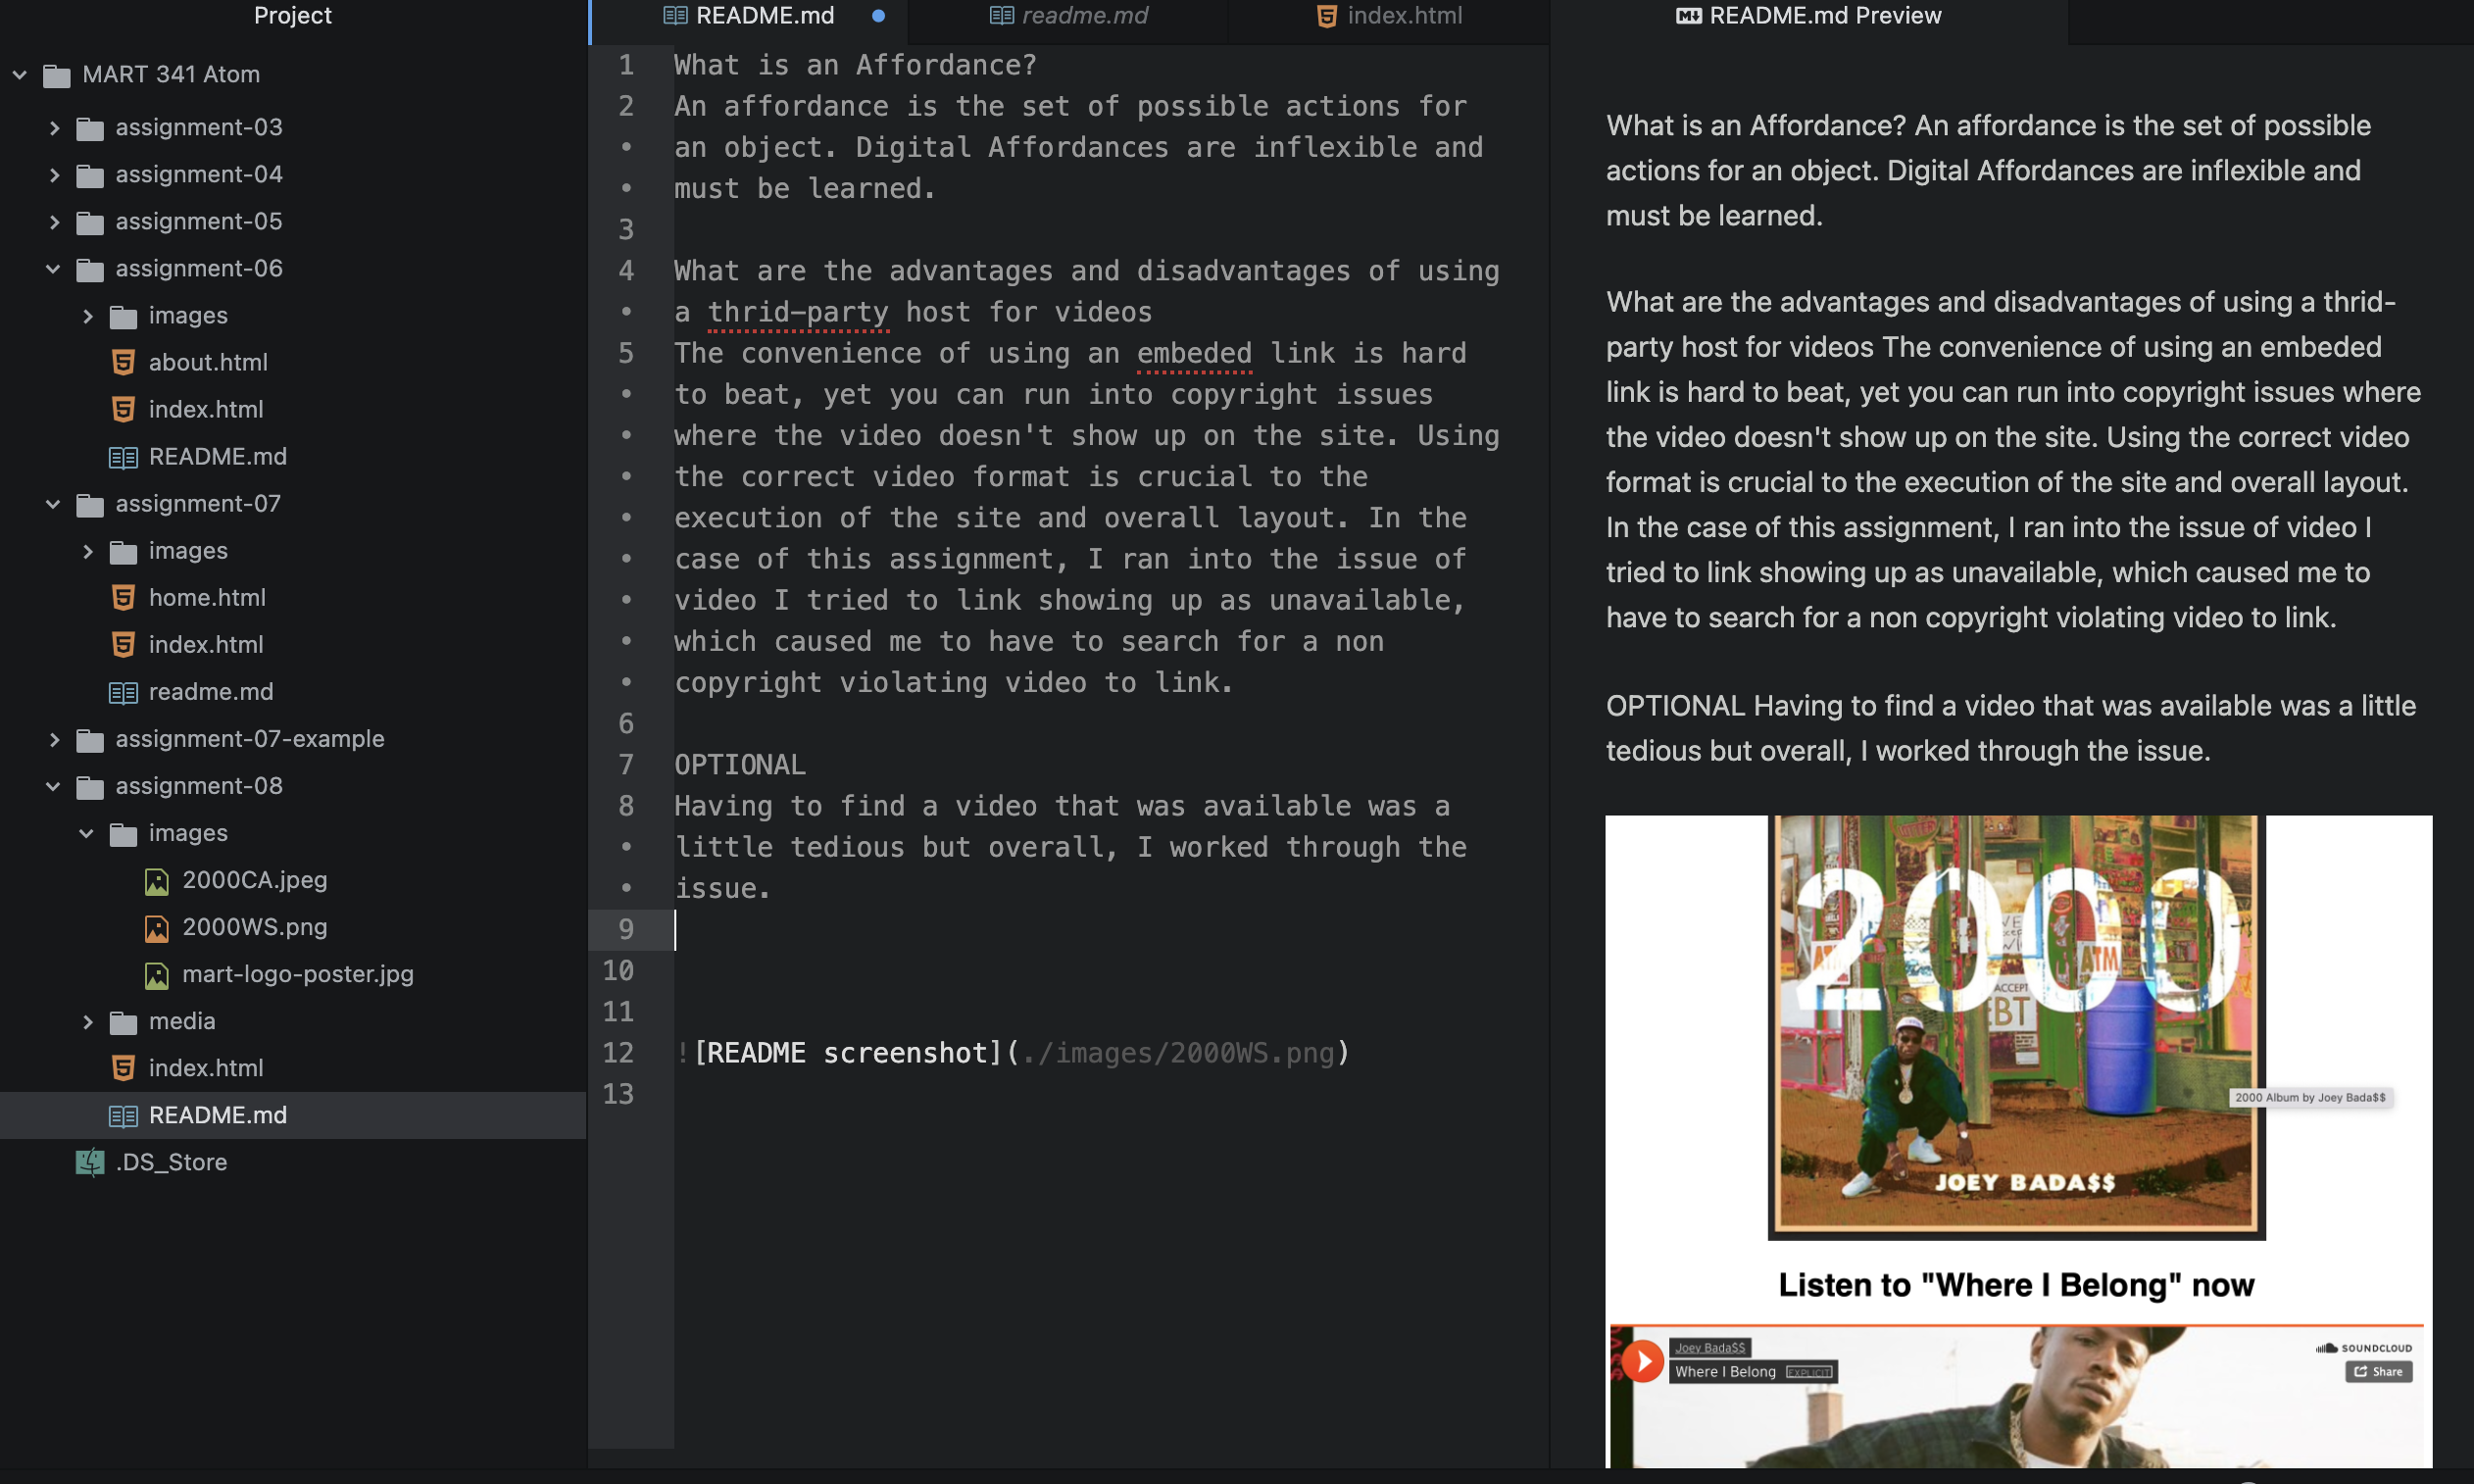 Project
MART 341 Atom
assignment-03
assignment-04
assignment-05
assignment-06
images
about.html
index.html
README.md
assignment-07
images
home.html
index.html
readme.md
assignment-07-example
assignment-08
images
2000CA.jpeg
2000WS.png
mart-logo-poster.jpg
media
index.html
README.md
.DS_Store
README.md
readme.md
index.html
1 What is an Affordance?
2 An affordance is the set of possible actions for
• an object. Digital Affordances are inflexible and
• must be learned.
3
4 What are the advantages and disadvantages of using
• a thrid-party host for videos
5 The convenience of using an embeded link is hard
• to beat, yet you can run into copyright issues
• where the video doesn't show up on the site. Using
• the correct video format is crucial to the
• execution of the site and overall layout. In the
• case of this assignment, I ran into the issue of
• video I tried to link showing up as unavailable,
• which caused me to have to search for a non
• copyright violating video to link.
6
7 OPTIONAL
8 Having to find a video that was available was a
• little tedious but overall, I worked through the
• issue.
9
10
11
12 ![README screenshot](./images/2000WS.png)
13
README.md Preview
What is an Affordance? An affordance is the set of possible
actions for an object. Digital Affordances are inflexible and
must be learned.
What are the advantages and disadvantages of using a thrid-
party host for videos The convenience of using an embeded
link is hard to beat, yet you can run into copyright issues where
the video doesn't show up on the site. Using the correct video
format is crucial to the execution of the site and overall layout.
In the case of this assignment, I ran into the issue of video I
tried to link showing up as unavailable, which caused me to
have to search for a non copyright violating video to link.
OPTIONAL Having to find a video that was available was a little
tedious but overall, I worked through the issue.
2000
ATM
ACCEPT
EBT
2000 Album by Joey Bada$$
JOEY BADA$$
Listen to "Where I Belong" now
Joey Bada$$
Where I Belong EXPLICIT
SOUNDCLOUD
Share